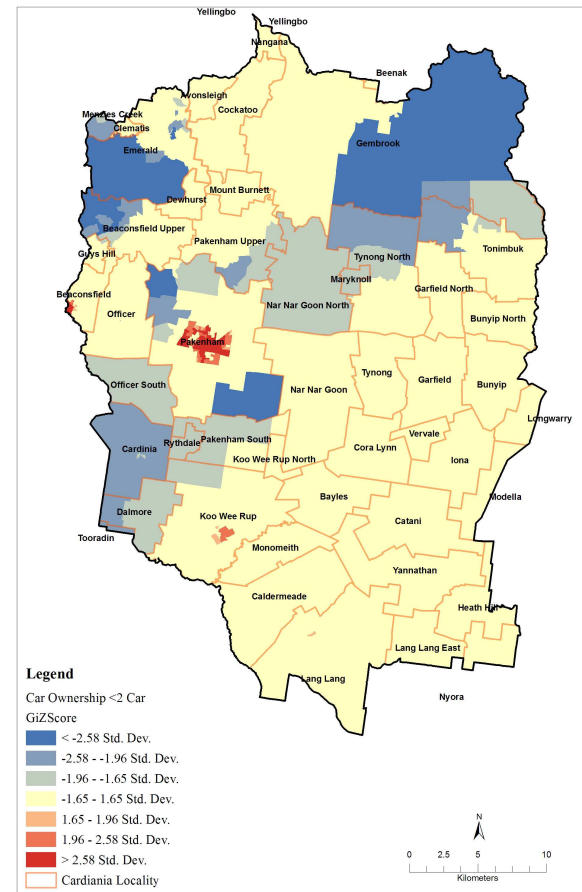 Yellingbo
Yellingbo
Nangana
Beenak
Avonsleigh
Cockatoo
Menzies Creek
Clematis
Gembrook
Emerald
Mount Burnett
Dewhurst
Beaconsfield Upper
Pakenham Upper
Tonimbuk
Guys Hill
Tynong North
Maryknoll
Garfield North
Beaconsfield
Officer
Nar Nar Goon North
Bunyip North
Pakenham
Tynong
Officer South
Nar Nar Goon
Garfield
Bunyip
Longwarry
Vervale
Pakenham South
Rythdale
Cardinia
Cora Lynn
Koo Wee Rup North
Iona
Bayles
Modella
Dalmore
Koo Wee Rup
Catani
Tooradin
Monomeith
Yannathan
Caldermeade
Heath Hill
Lang Lang East
Lang Lang
Nyora
Legend
Car Ownership <2 Car
GiZScore
< -2.58 Std. Dev.
-2.58 - -1.96 Std. Dev.
-1.96 - -1.65 Std. Dev.
-1.65 - 1.65 Std. Dev.
1.65 - 1.96 Std. Dev.
1.96 - 2.58 Std. Dev.
> 2.58 Std. Dev.
Cardiania Locality
N
0 2.5 5 10
Kilometers